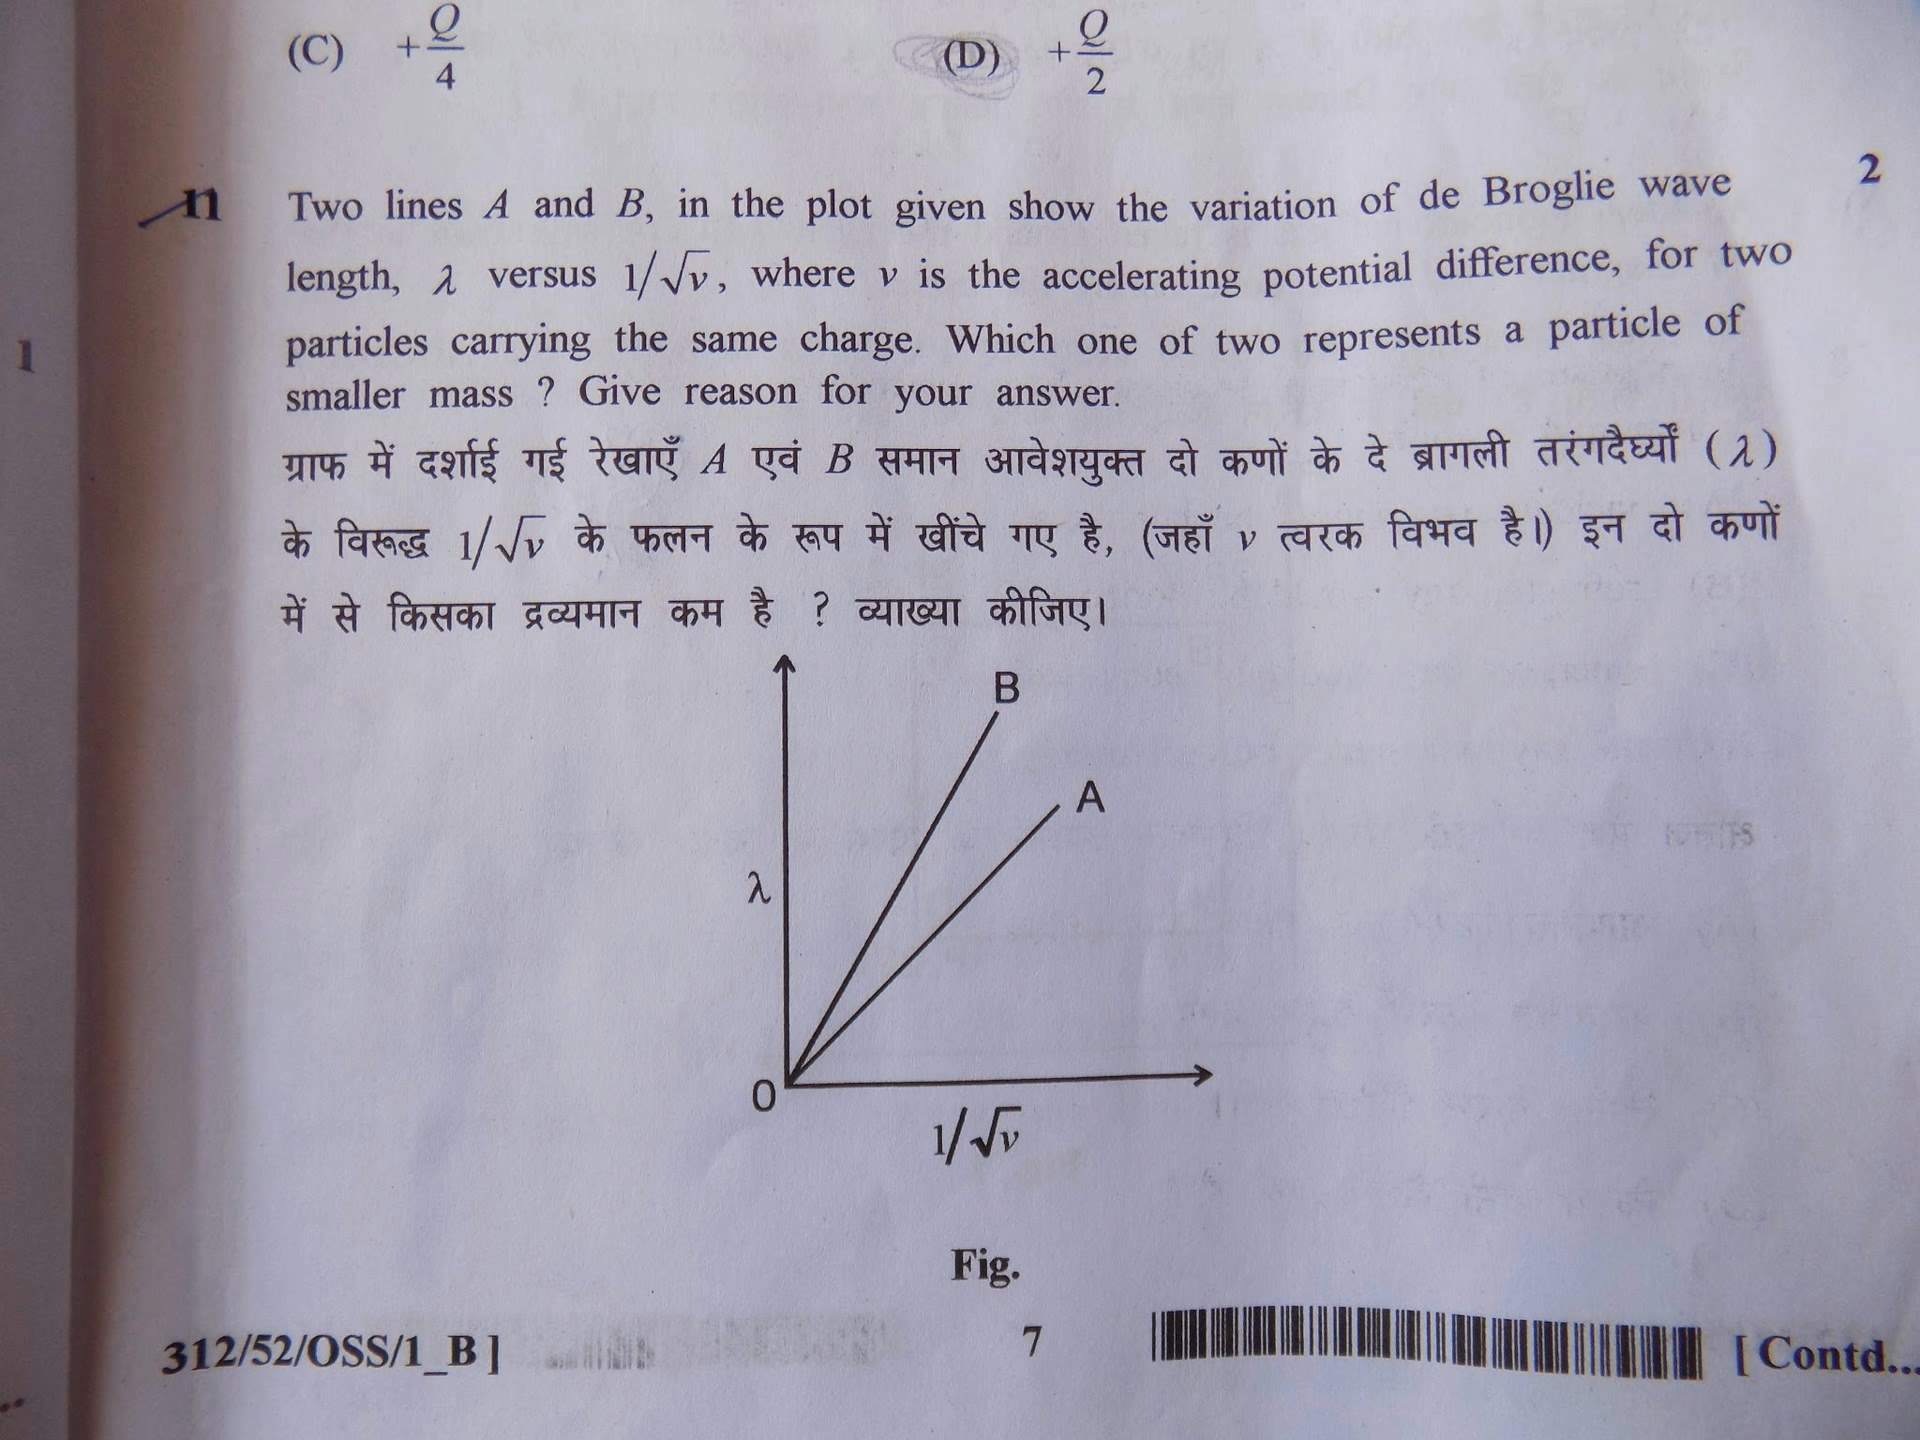 (C) +Q/4 (D) +Q/2
11 Two lines A and B, in the plot given show the variation of de Broglie wave 2
length, λ versus 1/√v, where v is the accelerating potential difference, for two
1
particles carrying the same charge. Which one of two represents a particle of
smaller mass ? Give reason for your answer.
ग्राफ में दर्शाई गई रेखाएँ A एवं B समान आवेशयुक्त दो कणों के दे ब्रागली तरंगदैर्घ्यों (λ)
के विरूद्ध 1/√v के फलन के रूप में खींचे गए है, (जहाँ v त्वरक विभव है।) इन दो कणों
में से किसका द्रव्यमान कम है ? व्याख्या कीजिए।
B
A
λ
O
1/√v
Fig.
312/52/OSS/1_B ] 7 [ Contd...